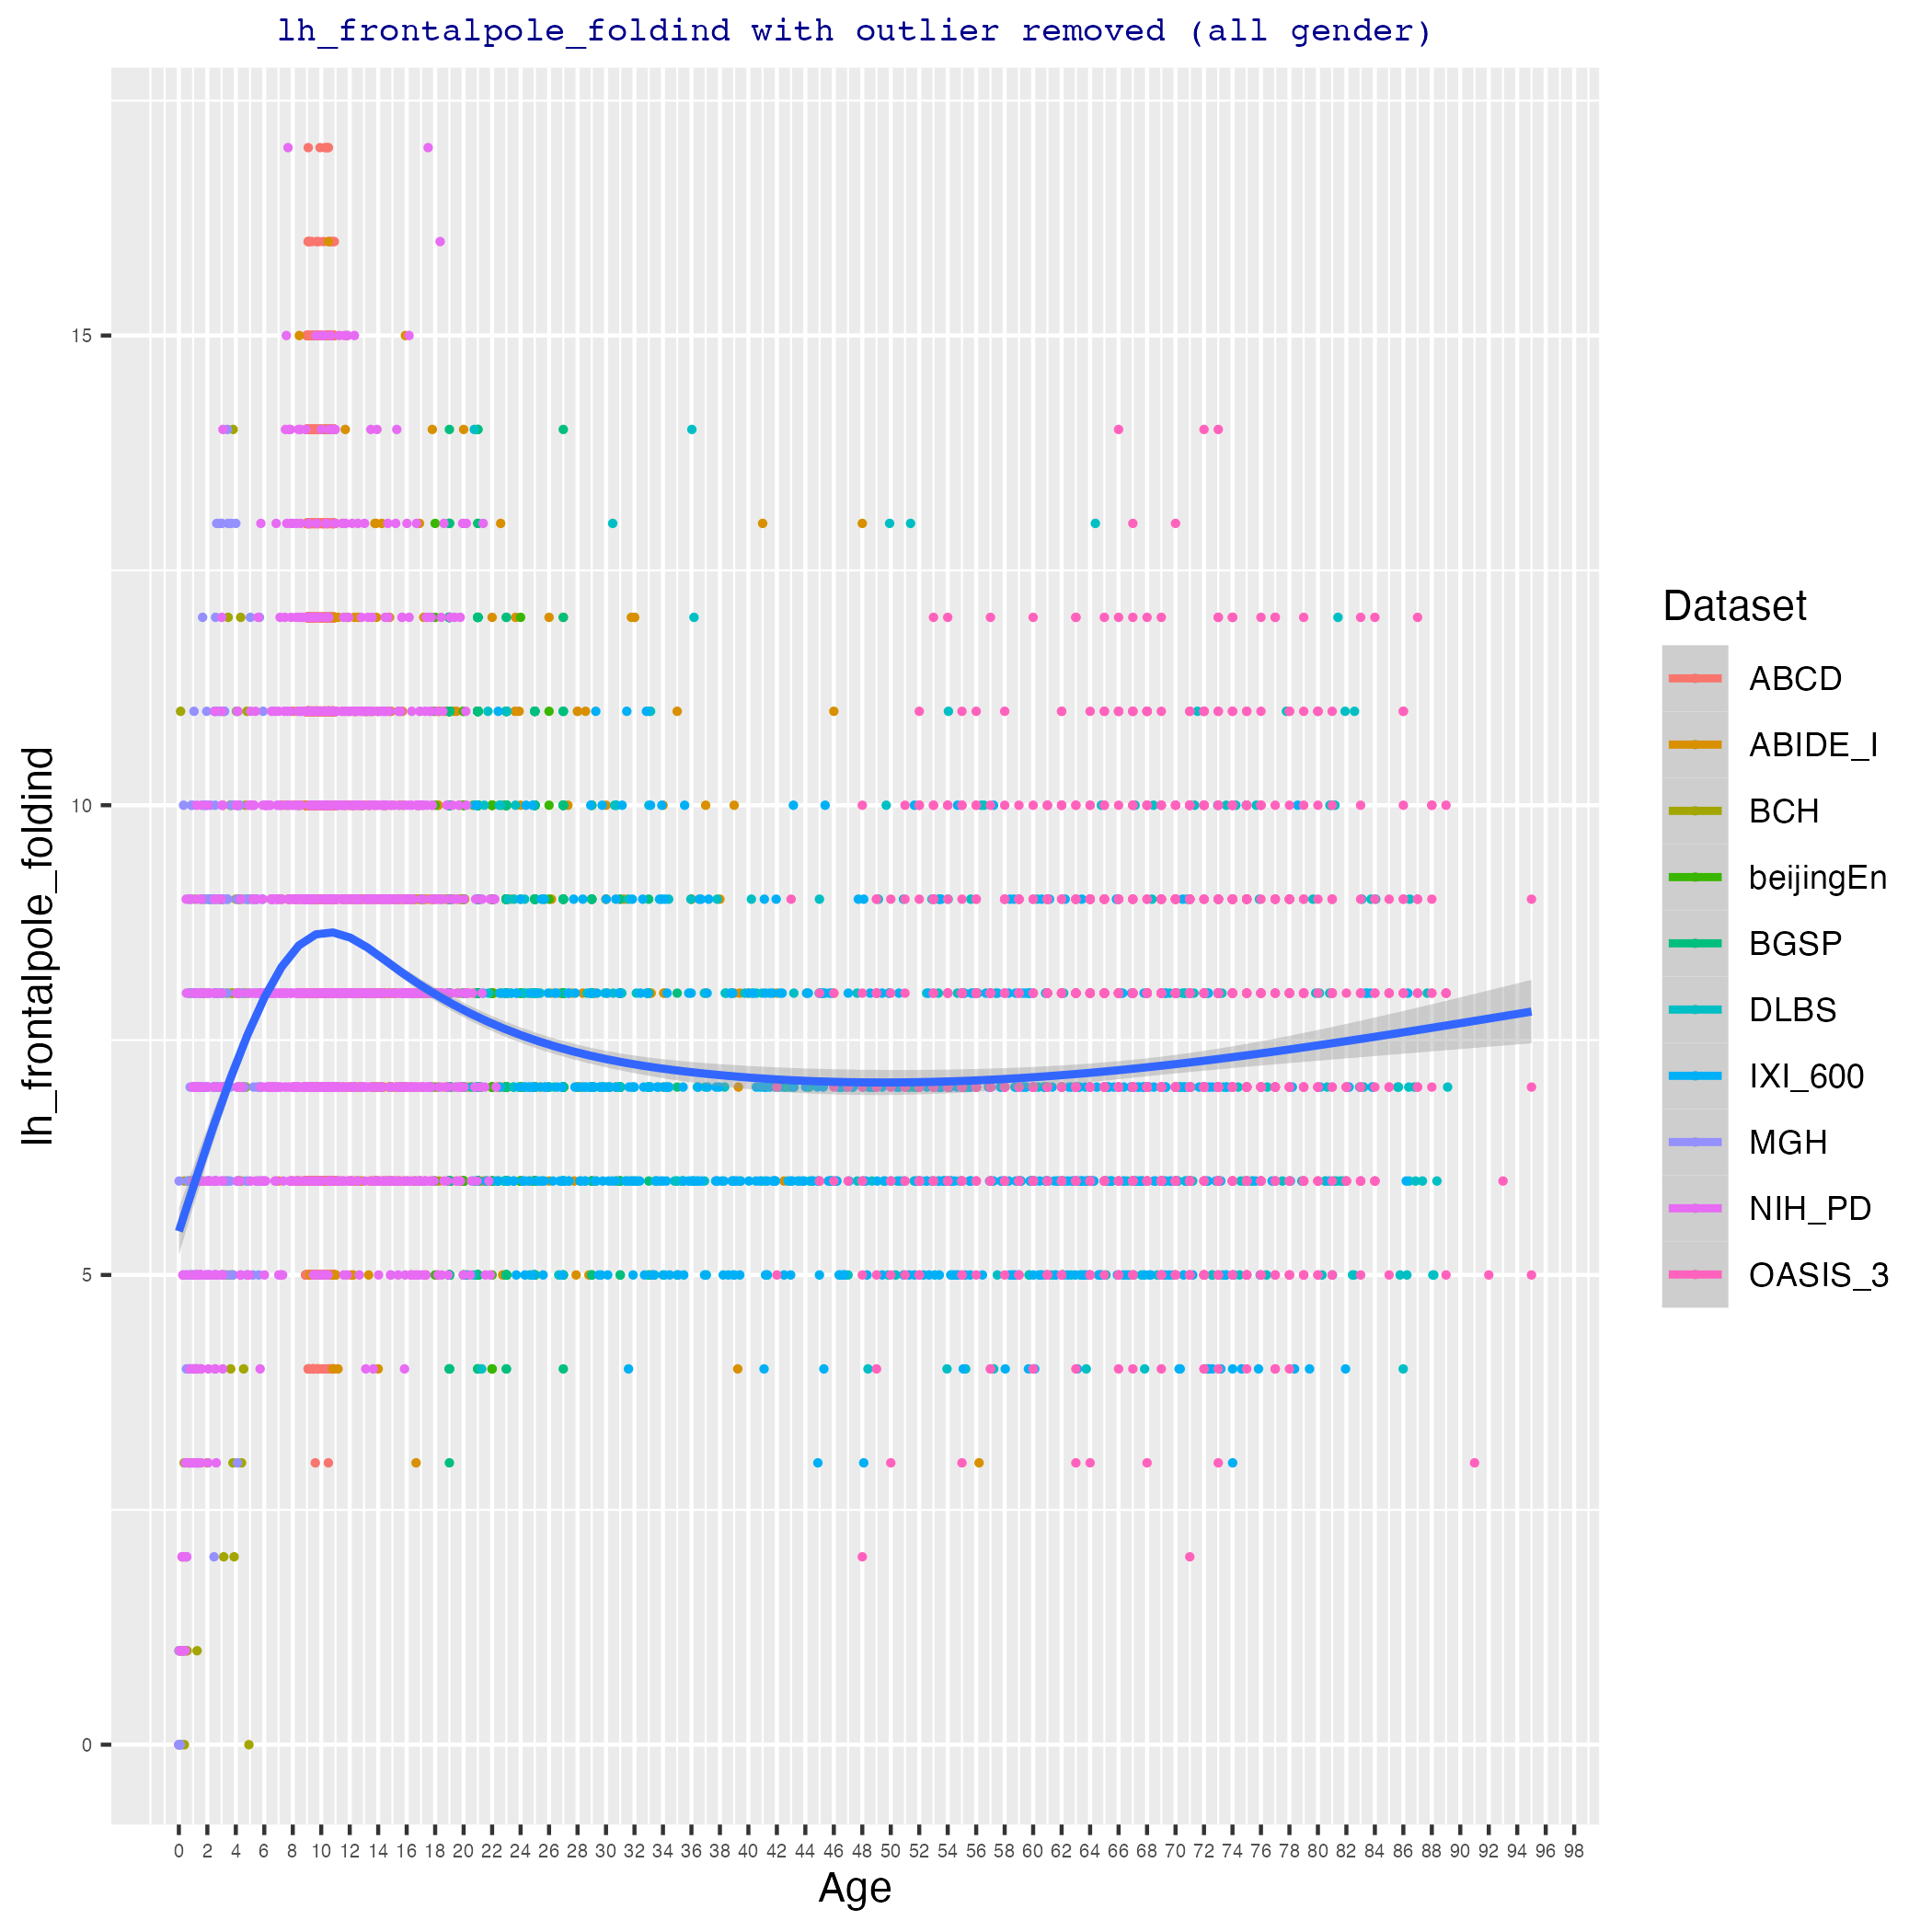 lh_frontalpole_foldind with outlier removed (all gender)
lh_frontalpole_foldind
15
10
5
0
0 2 4 6 8 10 12 14 16 18 20 22 24 26 28 30 32 34 36 38 40 42 44 46 48 50 52 54 56 58 60 62 64 66 68 70 72 74 76 78 80 82 84 86 88 90 92 94 96 98
Age
Dataset
ABCD
ABIDE_I
BCH
beijingEn
BGSP
DLBS
IXI_600
MGH
NIH_PD
OASIS_3